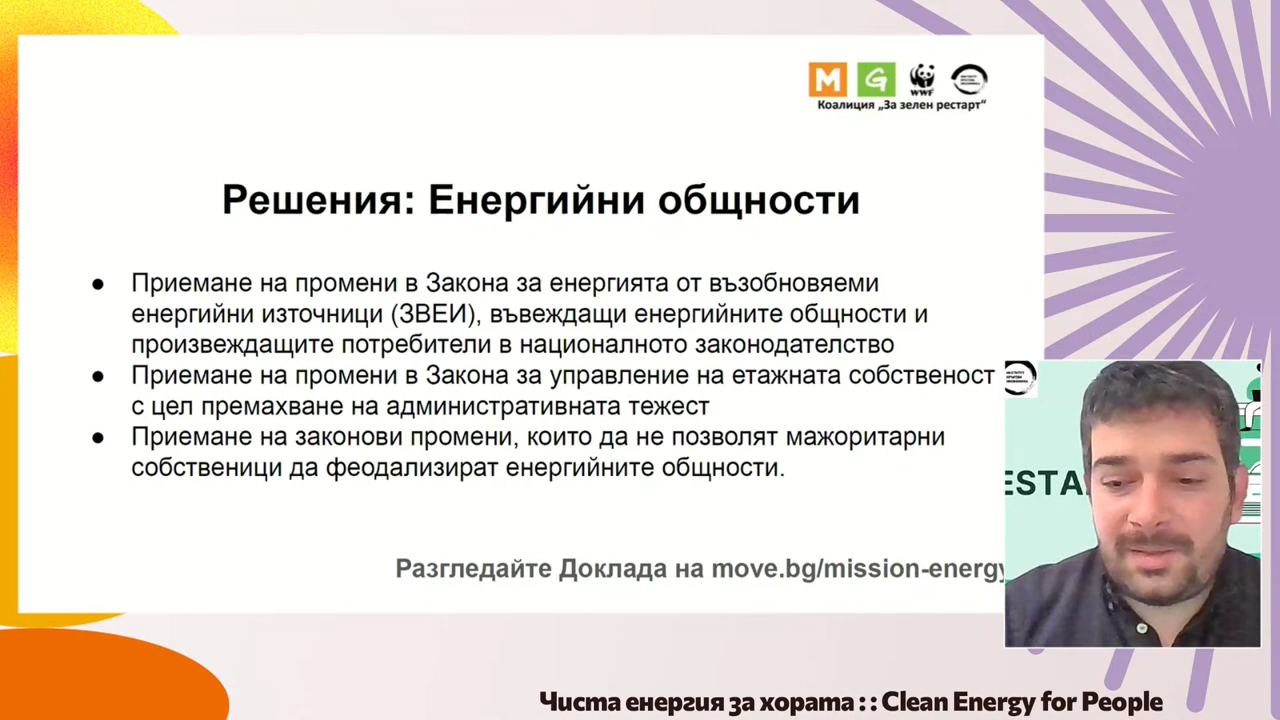 M G
WWF
Коалиция „За зелен рестарт“
Решения: Енергийни общности
● Приемане на промени в Закона за енергията от възобновяеми
енергийни източници (ЗВЕИ), въвеждащи енергийните общности и
произвеждащите потребители в националното законодателство
● Приемане на промени в Закона за управление на етажната собственост
с цел премахване на административната тежест
● Приемане на законови промени, които да не позволят мажоритарни
собственици да феодализират енергийните общности.
Разгледайте Доклада на move.bg/mission-energy
ESTA
Чиста енергия за хората :: Clean Energy for People